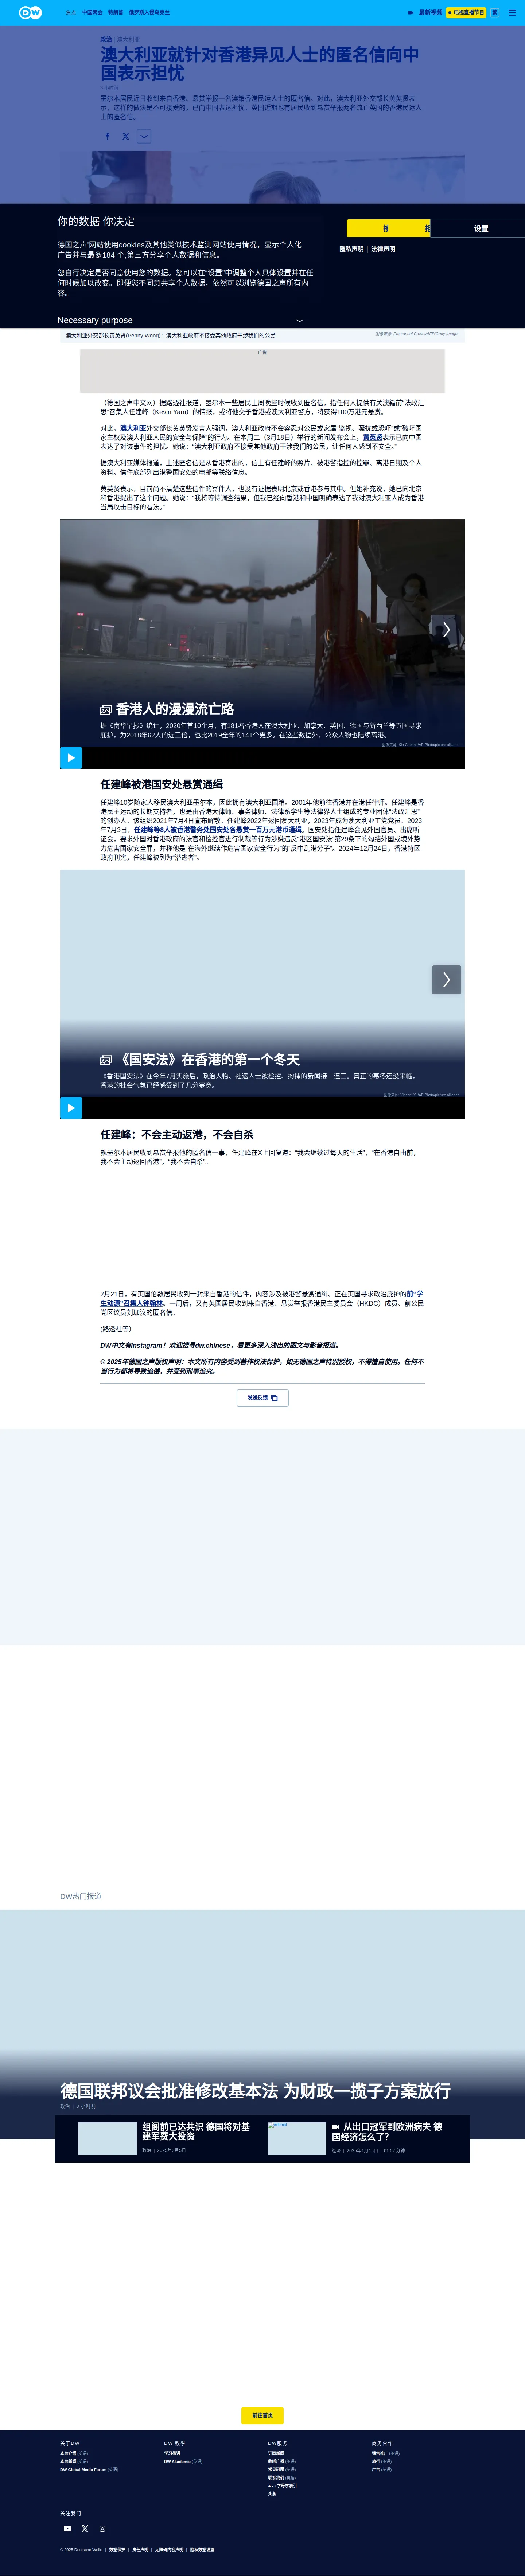 DW
焦点 中国两会 特朗普 俄罗斯入侵乌克兰
最新视频 电视直播节目
政治 | 澳大利亚
澳大利亚就针对香港异见人士的匿名信向中
国表示担忧
3 小时前
墨尔本居民近日收到来自香港、悬赏举报一名澳籍香港民运人士的匿名信。对此，澳大利亚外交部长黄英贤表
示，这样的做法是不可接受的，已向中国表达担忧。英国近期也有居民收到悬赏举报两名流亡英国的香港民运人
士的匿名信。
你的数据 你决定
设置
隐私声明 | 法律声明
德国之声'网站使用cookies及其他类似技术监测网站使用情况，显示个人化
广告并与最多184 个;第三方分享个人数据和信息。
您自行决定是否同意使用您的数据。您可以在"设置"中调整个人具体设置并在任
何时候加以改变。即便您不同意共享个人数据，依然可以浏览德国之声所有内
容。
Necessary purpose
澳大利亚外交部长黄英贤(Penny Wong)：澳大利亚政府不接受其他政府干涉我们的公民
广告
（德国之声中文网）据路透社报道，墨尔本一些居民上周晚些时候收到匿名信，指任何人提供有关澳籍前“法政汇
思”召集人任建峰（Kevin Yam）的情报，或将他交予香港或澳大利亚警方，将获得100万港元悬赏。
对此，澳大利亚外交部长黄英贤发言人强调，澳大利亚政府不会容忍对公民或家属“监视、骚扰或恐吓”或“破坏国
家主权及澳大利亚人民的安全与保障”的行为。在本周二（3月18日）举行的新闻发布会上，黄英贤表示已向中国
表达了对该事件的担忧。她说：“澳大利亚政府不接受其他政府干涉我们的公民，让任何人感到不安全。”
据澳大利亚媒体报道，上述匿名信是从香港寄出的，信上有任建峰的照片、被港警指控的控罪、离港日期及个人
资料。信件底部列出港警国安处的电邮等联络信息。
黄英贤表示，目前尚不清楚这些信件的寄件人，也没有证据表明北京或香港参与其中。但她补充说，她已向北京
和香港提出了这个问题。她说：“我将等待调查结果，但我已经向香港和中国明确表达了我对澳大利亚人成为香港
当局攻击目标的看法。”
香港人的漫漫流亡路
据《南华早报》统计，2020年首10个月，有181名香港人在澳大利亚、加拿大、英国、德国与新西兰等五国寻求
庇护，为2018年62人的近三倍，也比2019全年的141个更多。在这些数据外，公众人物也陆续离港。
任建峰被港国安处悬赏通缉
任建峰10岁随家人移民澳大利亚墨尔本，因此拥有澳大利亚国籍。2001年他前往香港并在港任律师。任建峰是香
港民主运动的长期支持者，也是由香港大律师、事务律师、法律系学生等法律界人士组成的专业团体“法政汇思”
的创办人。该组织2021年7月4日宣布解散。任建峰2022年返回澳大利亚，2023年成为澳大利亚工党党员。2023
年7月3日，任建峰等8人被香港警务处国安处各悬赏一百万元港币通缉。国安处指任建峰会见外国官员、出席听
证会，要求外国对香港政府的法官和检控官进行制裁等行为涉嫌违反“港区国安法”第29条下的勾结外国或境外势
力危害国家安全罪，并称他是“在海外继续作危害国家安全行为”的“反中乱港分子”。2024年12月24日，香港特区
政府刊宪，任建峰被列为“潜逃者”。
《国安法》在香港的第一个冬天
《香港国安法》在今年7月实施后，政治人物、社运人士被检控、拘捕的新闻接二连三。真正的寒冬还没来临，
香港的社会气氛已经感受到了几分寒意。
任建峰：不会主动返港，不会自杀
就墨尔本居民收到悬赏举报他的匿名信一事，任建峰在X上回复道：“我会继续过每天的生活”，“在香港自由前，
我不会主动返回香港”，“我不会自杀”。
2月21日，有英国伦敦居民收到一封来自香港的信件，内容涉及被港警悬赏通缉、正在英国寻求政治庇护的前“学
生动源”召集人钟翰林。一周后，又有英国居民收到来自香港、悬赏举报香港民主委员会（HKDC）成员、前公民
党区议员刘珈汶的匿名信。
(路透社等）
DW中文有Instagram！欢迎搜寻dw.chinese，看更多深入浅出的图文与影音报道。
© 2025年德国之声版权声明：本文所有内容受到著作权法保护，如无德国之声特别授权，不得擅自使用。任何不
当行为都将导致追偿，并受到刑事追究。
发送反馈
DW热门报道
德国联邦议会批准修改基本法 为财政一揽子方案放行
政治 | 3 小时前
组阁前已达共识 德国将对基
建军费大投资
政治 | 2025年3月5日
从出口冠军到欧洲病夫 德
国经济怎么了？
经济 | 2025年1月15日 | 01:02 分钟
前往首页
关于DW
本台介绍 (英语)
本台新闻 (英语)
DW Global Media Forum (英语)
DW 教學
学习德语
DW Akademie (英语)
DW服务
订阅新闻
收听广播 (英语)
常见问题 (英语)
联系我们 (英语)
A - Z字母序索引
头条
商务合作
销售推广 (英语)
旅行 (英语)
广告 (英语)
关注我们
© 2025 Deutsche Welle | 数据保护 | 责任声明 | 无障碍内容声明 | 隐私数据设置